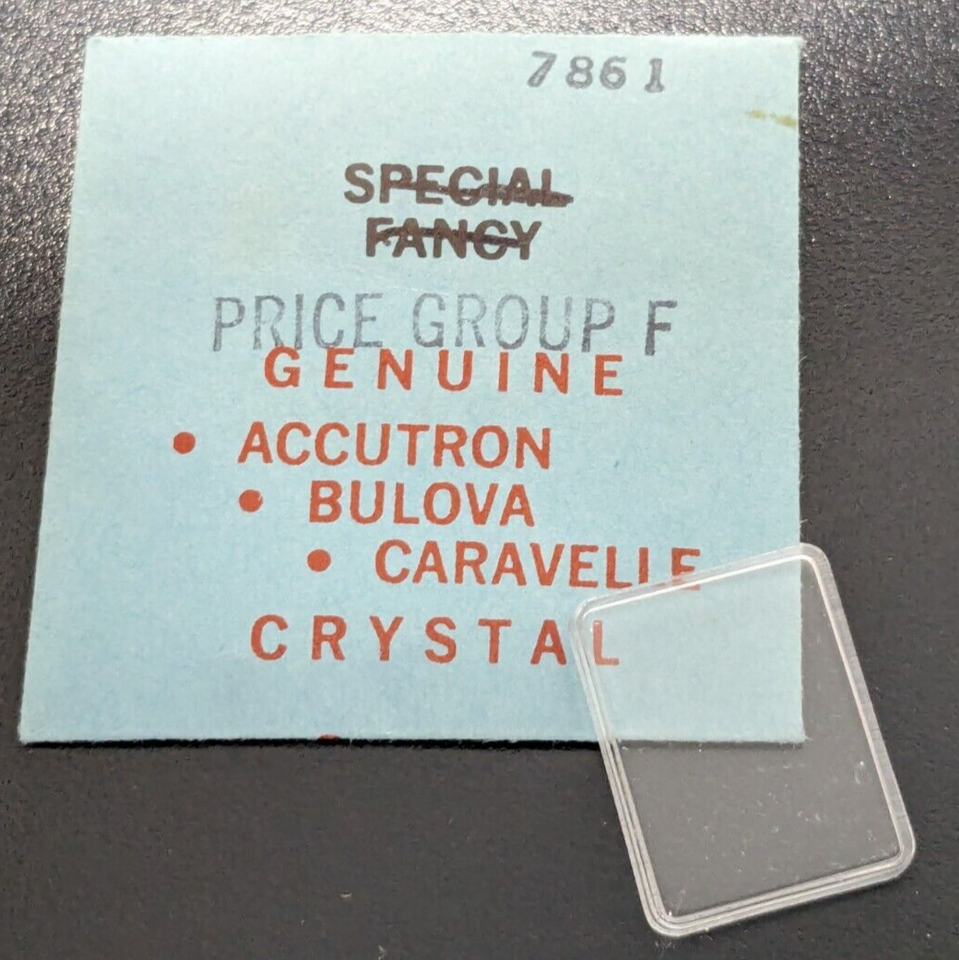 7861
SPECIAL
FANCY
PRICE GROUP F
GENUINE
• ACCUTRON
• BULOVA
• CARAVELLE
CRYSTAL